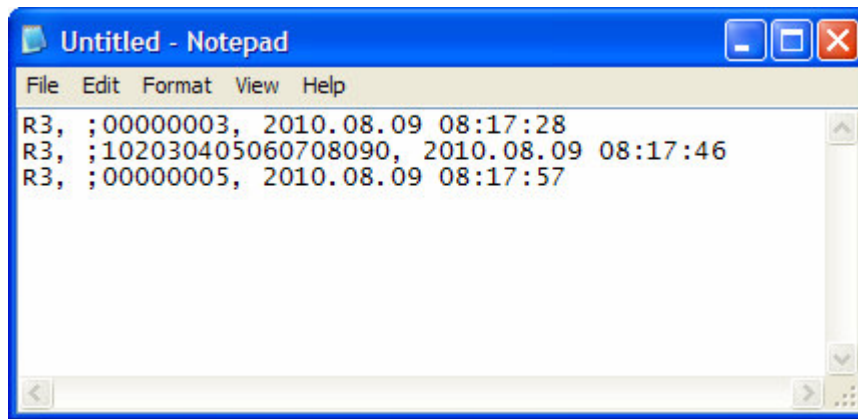 Untitled - Notepad
File Edit Format View Help
R3, ;00000003, 2010.08.09 08:17:28
R3, ;102030405060708090, 2010.08.09 08:17:46
R3, ;00000005, 2010.08.09 08:17:57